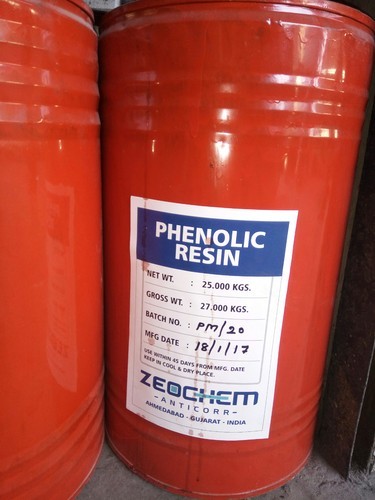 PHENOLIC
RESIN
NET WT. : 25.000 KGS.
GROSS WT. : 27.000 KGS.
BATCH NO. : PM/20
MFG DATE : 18/1/17
USE WITHIN 45 DAYS FROM MFG. DATE
KEEP IN COOL & DRY PLACE.
ZEOCHEM
- ANTICORR -
AHMEDABAD - GUJARAT - INDIA